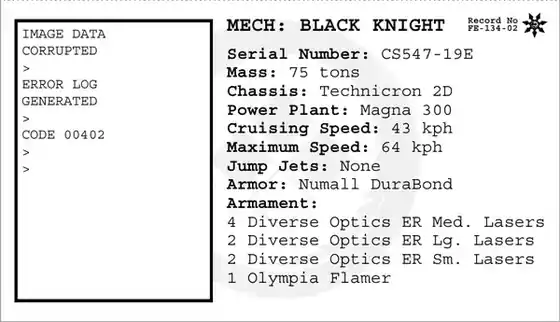 IMAGE DATA
CORRUPTED
>
ERROR LOG
GENERATED
>
CODE 00402
>
>
MECH: BLACK KNIGHT
Record No
FE-134-02
Serial Number: CS547-19E
Mass: 75 tons
Chassis: Technicron 2D
Power Plant: Magna 300
Cruising Speed: 43 kph
Maximum Speed: 64 kph
Jump Jets: None
Armor: Numall DuraBond
Armament:
4 Diverse Optics ER Med. Lasers
2 Diverse Optics ER Lg. Lasers
2 Diverse Optics ER Sm. Lasers
1 Olympia Flamer